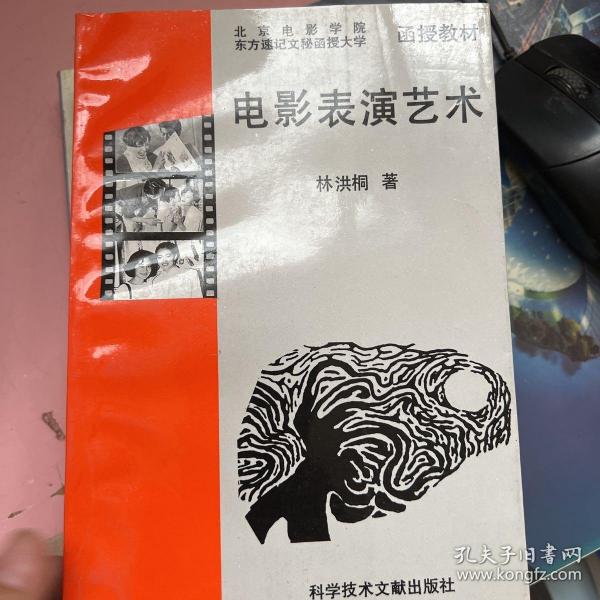 北京电影学院
东方速记文秘函授大学
函授教材
电影表演艺术
林洪桐 著
科学技术文献出版社
孔夫子旧書网
www.kongfz.com